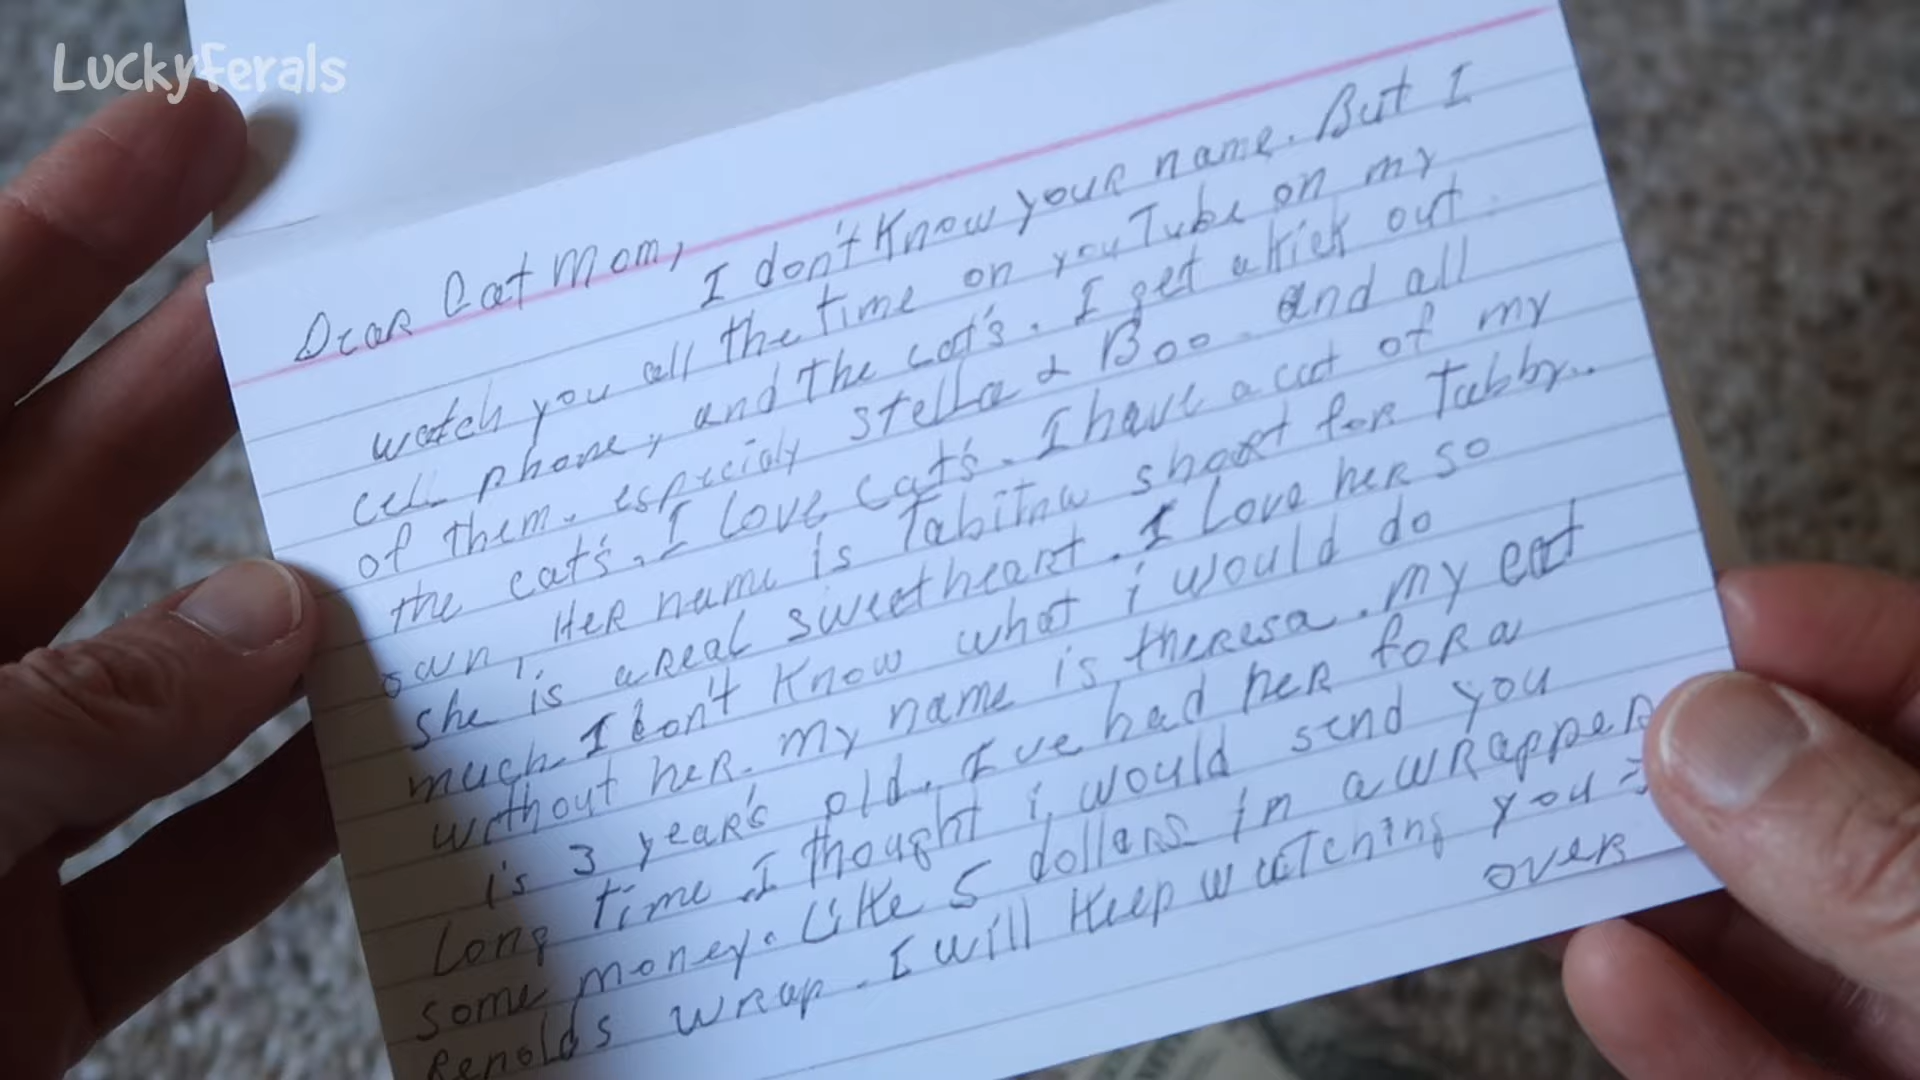 LuckyFerals
Dear Cat Mom,
I don't know your name. But I
watch you all the time on youTube on my
cell phone, and the cat's. I get a kick out
of them. especialy Stella & Boo. and all
the cat's. I love cat's. I have a cat of my
own. Her name is Tabitha short for Tabby..
she is a real sweetheart. I love her so
much. I don't know what i would do
without her. my name is theresa. my cat
is 3 year's old. I've had her for a
long time. I thought i would send you
some money. Like 5 dollars in a wrapper
Renolds wrap. I will keep watching you
over